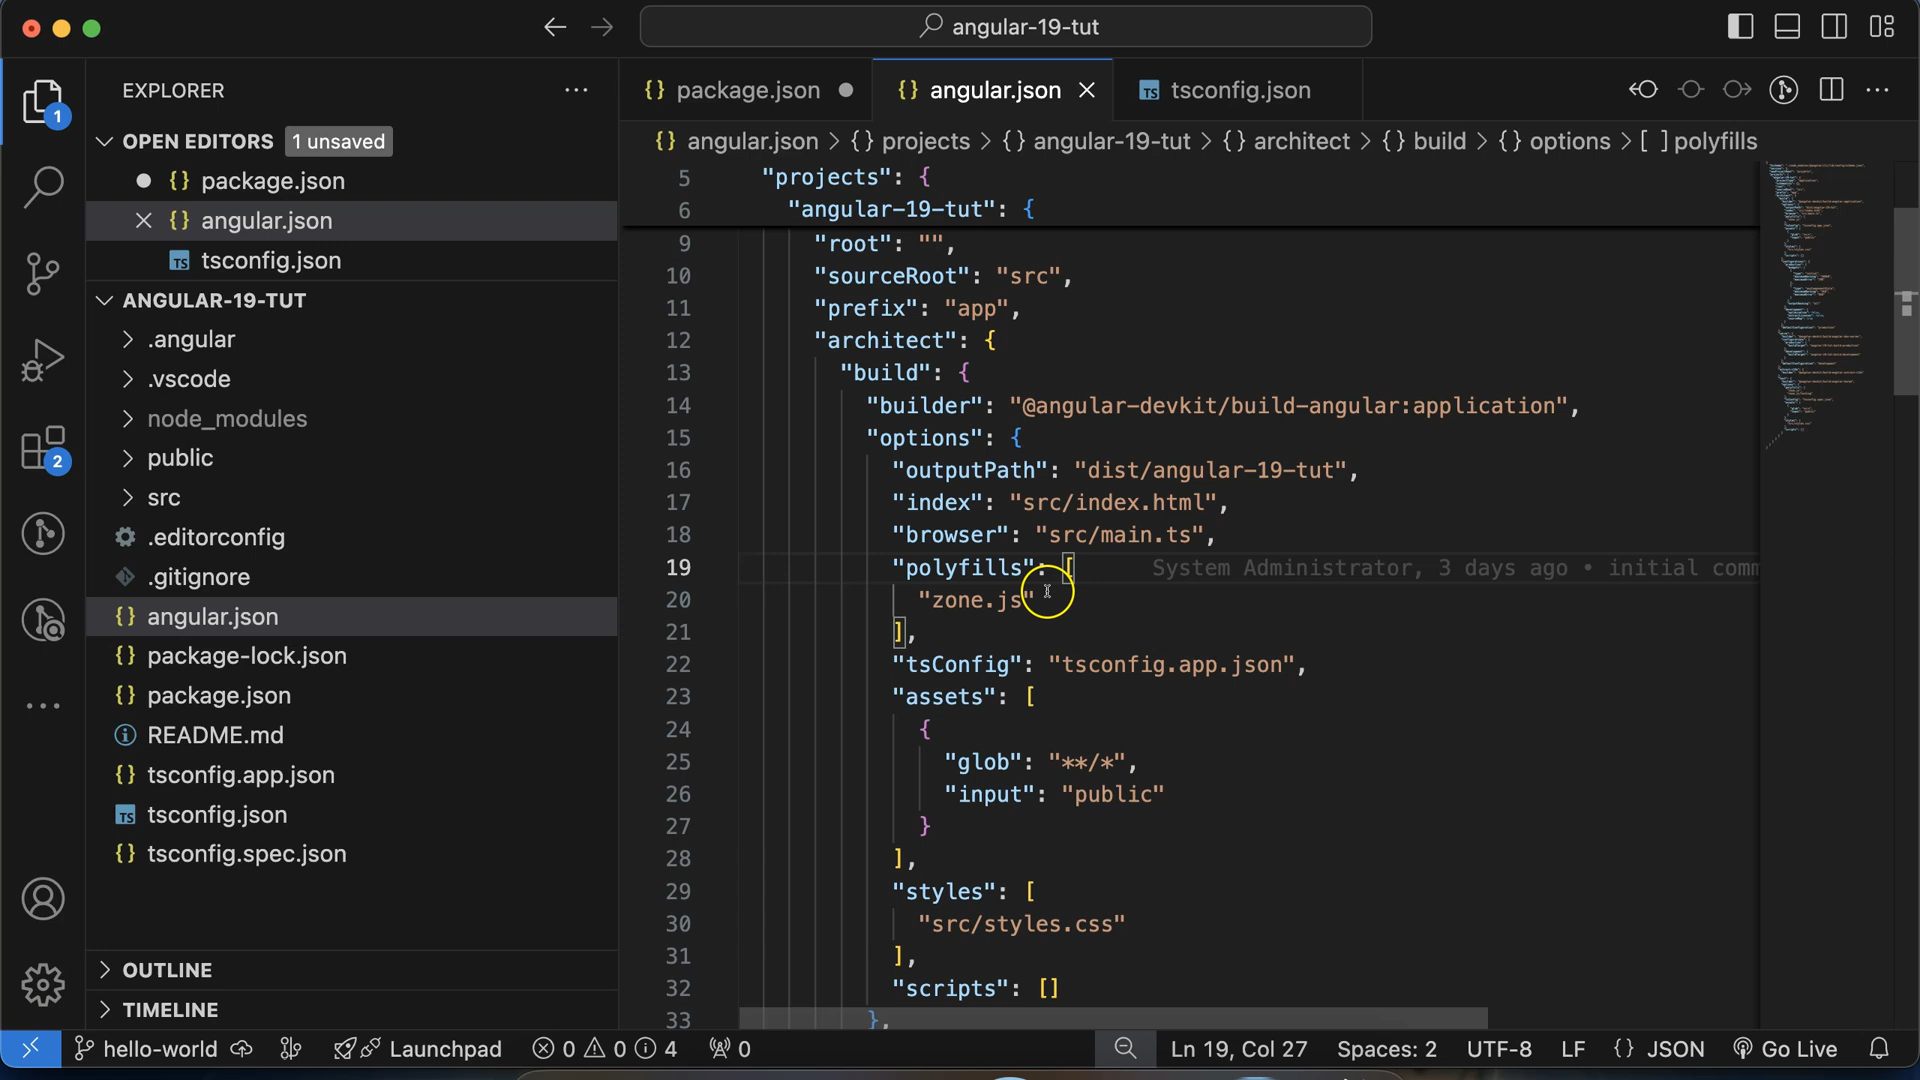 angular-19-tut
EXPLORER
OPEN EDITORS 1 unsaved
{} package.json
{} angular.json
TS tsconfig.json
ANGULAR-19-TUT
.angular
.vscode
node_modules
public
src
.editorconfig
.gitignore
{} angular.json
{} package-lock.json
{} package.json
README.md
{} tsconfig.app.json
TS tsconfig.json
{} tsconfig.spec.json
OUTLINE
TIMELINE
1
2
{} package.json
{} angular.json
TS tsconfig.json
{} angular.json > {} projects > {} angular-19-tut > {} architect > {} build > {} options > [ ] polyfills
5 "projects": {
6 "angular-19-tut": {
9 "root": "",
10 "sourceRoot": "src",
11 "prefix": "app",
12 "architect": {
13 "build": {
14 "builder": "@angular-devkit/build-angular:application",
15 "options": {
16 "outputPath": "dist/angular-19-tut",
17 "index": "src/index.html",
18 "browser": "src/main.ts",
19 "polyfills": [ System Administrator, 3 days ago • initial comm
20 "zone.js"
21 ],
22 "tsConfig": "tsconfig.app.json",
23 "assets": [
24 {
25 "glob": "**/*",
26 "input": "public"
27 }
28 ],
29 "styles": [
30 "src/styles.css"
31 ],
32 "scripts": []
33 },
hello-world Launchpad 0 0 4 0 Ln 19, Col 27 Spaces: 2 UTF-8 LF {} JSON Go Live